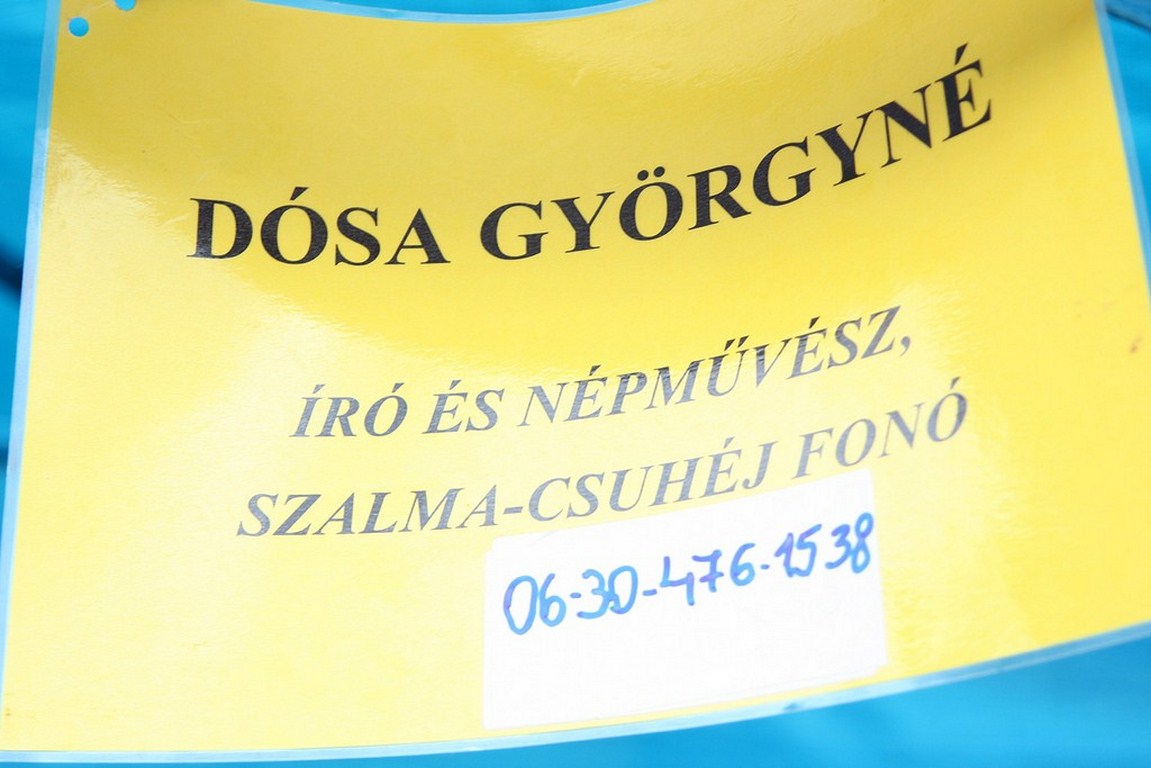 DÓSA GYÖRGYNÉ
ÍRÓ ÉS NÉPMŰVÉSZ,
SZALMA-CSUHÉJ FONÓ
06-30-476-1538